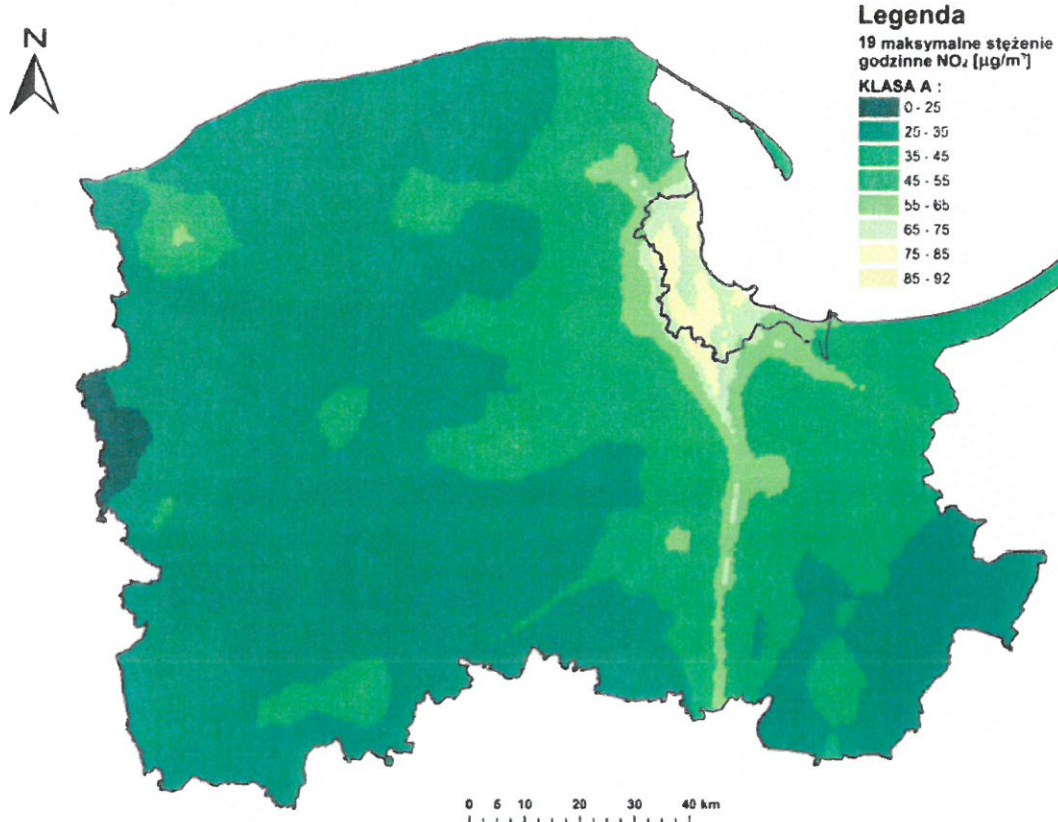 N
Legenda
19 maksymalne stężenie
godzinne NO₂ [µg/m³]
KLASA A :
0 - 25
25 - 35
35 - 45
45 - 55
55 - 65
65 - 75
75 - 85
85 - 92
0 5 10 20 30 40 km